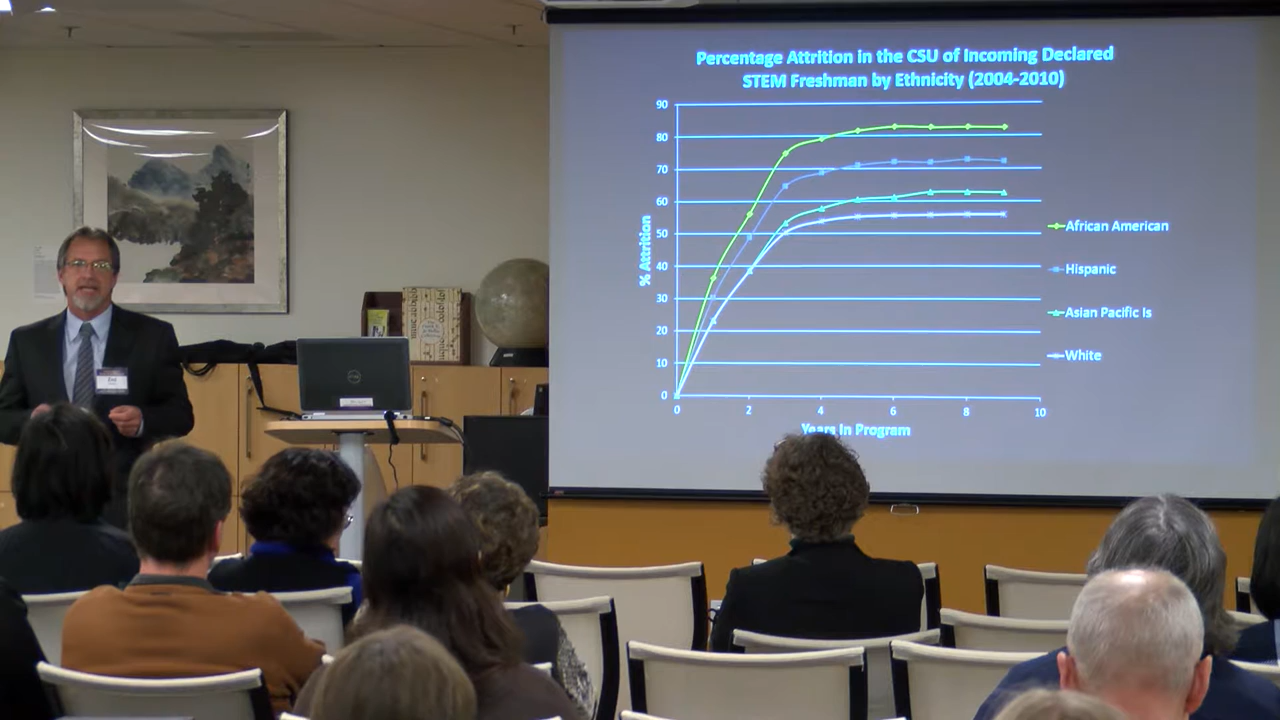 Percentage Attrition in the CSU of Incoming Declared
STEM Freshman by Ethnicity (2004-2010)
90
80
70
60
50
40
30
20
10
0
% Attrition
0 2 4 6 8 10
Years In Program
African American
Hispanic
Asian Pacific Is
White
DELL